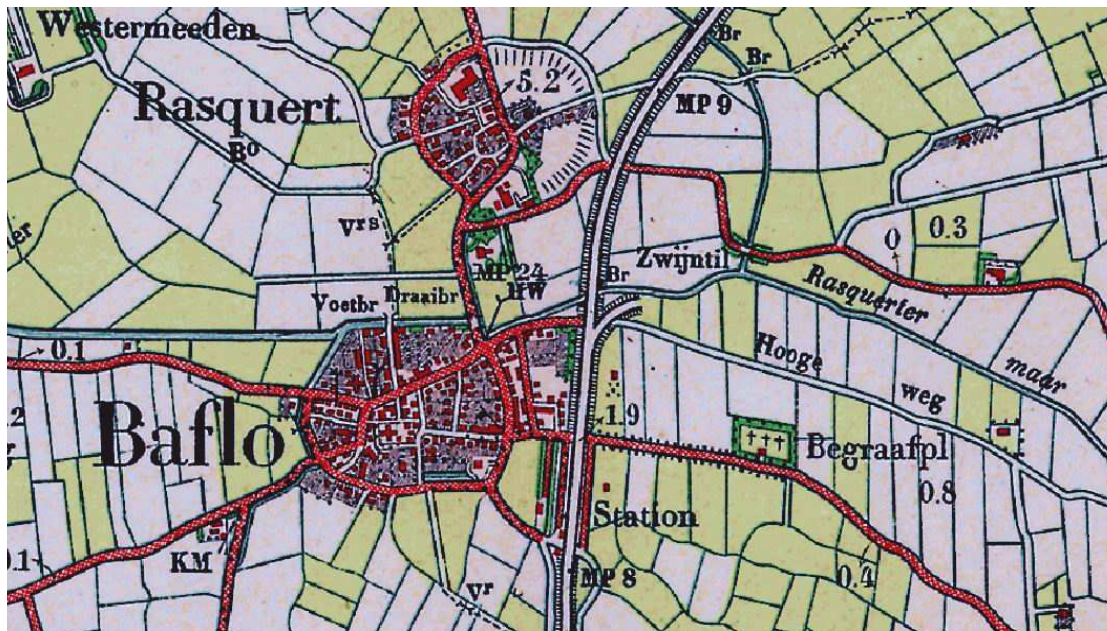 Westermeeden
Br
Br
5.2
Rasquert
MP 9
Bo
Vrs
0.3
Zwijntil
MP 24
Br
HW
Draaibr
Voetbr
Rasquerter
maar
0.1
Hooge
weg
1.9
Baflo
Begraafpl
0.8
Station
KM
0.1
MP 8
Vr
0.4